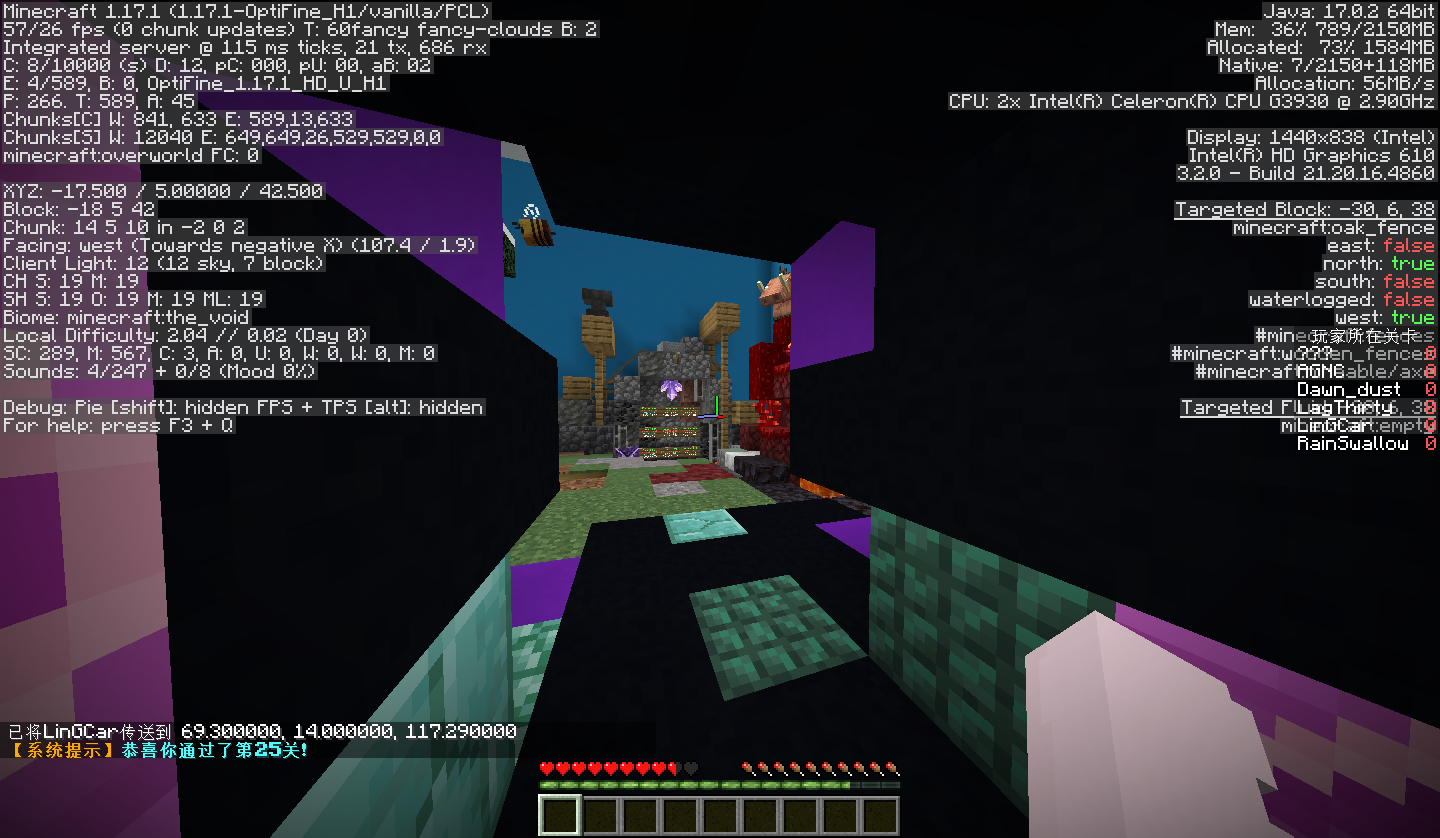 Minecraft 1.17.1 (1.17.1-OptiFine_H1/vanilla/PCL)
57/26 fps (0 chunk updates) T: 60fancy fancy-clouds B: 2
Integrated server @ 115 ms ticks, 21 tx, 686 rx
C: 8/10000 (s) D: 12, pC: 000, pU: 00, aB: 02
E: 4/589, B: 0, OptiFine_1.17.1_HD_U_H1
P: 266. T: 589, A: 45
Chunks[C] W: 841, 633 E: 589,13,633
Chunks[S] W: 12040 E: 649,649,26,529,529,0,0
minecraft:overworld FC: 0
XYZ: -17.500 / 5.00000 / 42.500
Block: -18 5 42
Chunk: 14 5 10 in -2 0 2
Facing: west (Towards negative X) (107.4 / 1.9)
Client Light: 12 (12 sky, 7 block)
CH S: 19 M: 19
SH S: 19 O: 19 M: 19 ML: 19
Biome: minecraft:the_void
Local Difficulty: 2.04 // 0.02 (Day 0)
SC: 289, M: 567, C: 3, A: 0, U: 0, W: 0, W: 0, M: 0
Sounds: 4/247 + 0/8 (Mood 0%)
Debug: Pie [shift]: hidden FPS + TPS [alt]: hidden
For help: press F3 + Q
Java: 17.0.2 64bit
Mem: 36% 789/2150MB
Allocated: 73% 1584MB
Native: 7/2150+118MB
Allocation: 56MB/s
CPU: 2x Intel(R) Celeron(R) CPU G3930 @ 2.90GHz
Display: 1440x838 (Intel)
Intel(R) HD Graphics 610
3.2.0 - Build 21.20.16.4860
Targeted Block: -30, 6, 38
minecraft:oak_fence
east: false
north: true
south: false
waterlogged: false
west: true
玩家所在关卡
AGNG 0
Dawn_dust 0
LagThirty 0
LinGCar 0
RainSwallow 0
已将LinGCar传送到 69.300000, 14.000000, 117.290000
【系统提示】恭喜你通过了第25关!